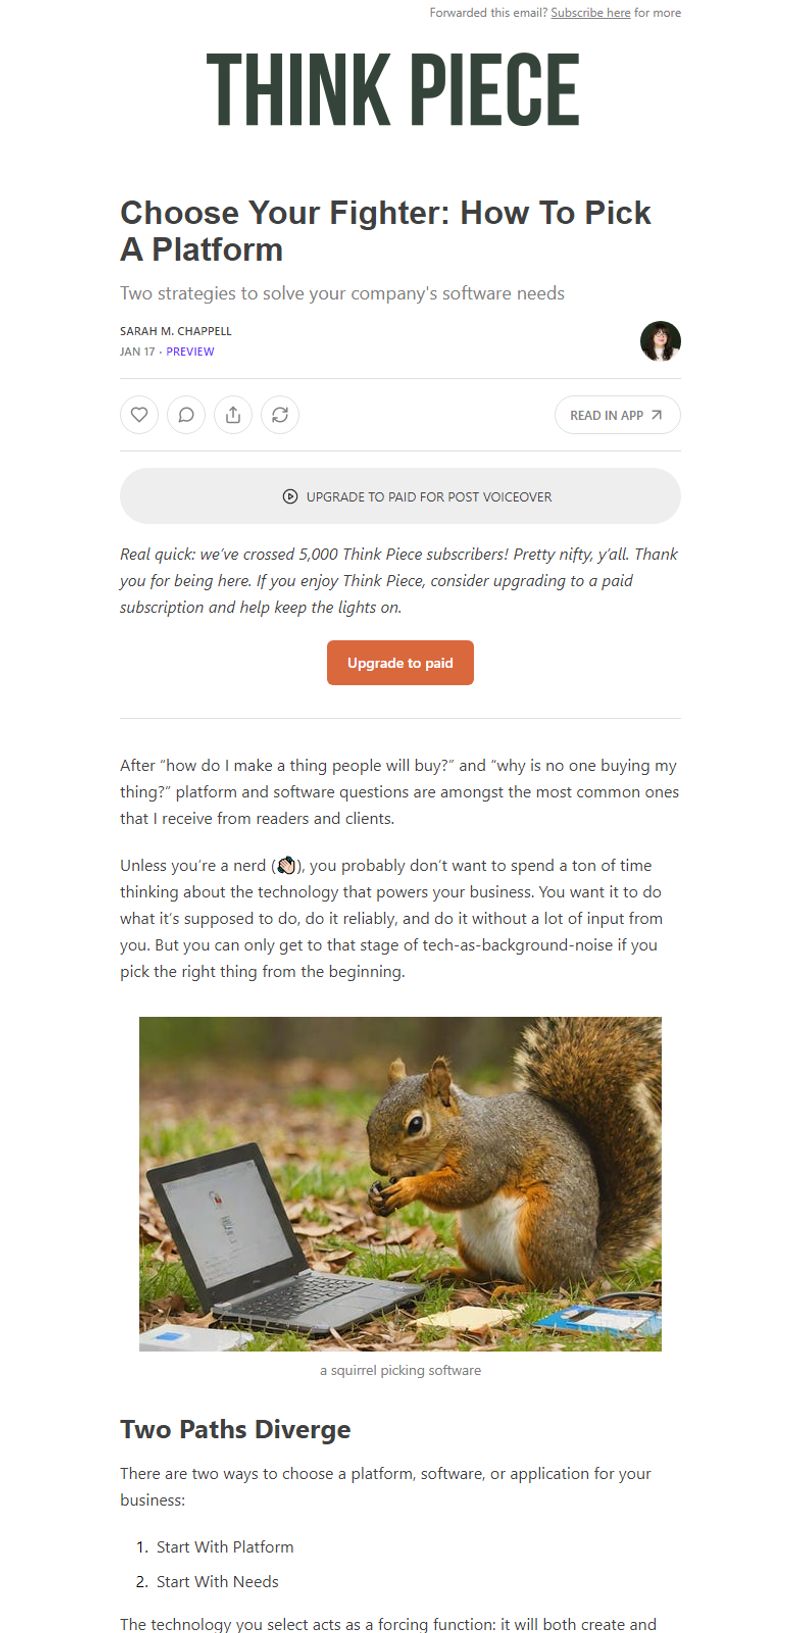 Forwarded this email? Subscribe here for more
THINK PIECE
Choose Your Fighter: How To Pick
A Platform
Two strategies to solve your company's software needs
SARAH M. CHAPPELL
JAN 17 · PREVIEW
READ IN APP
UPGRADE TO PAID FOR POST VOICEOVER
Real quick: we’ve crossed 5,000 Think Piece subscribers! Pretty nifty, y’all. Thank
you for being here. If you enjoy Think Piece, consider upgrading to a paid
subscription and help keep the lights on.
Upgrade to paid
After “how do I make a thing people will buy?” and “why is no one buying my
thing?” platform and software questions are amongst the most common ones
that I receive from readers and clients.
Unless you’re a nerd (👋🏻), you probably don’t want to spend a ton of time
thinking about the technology that powers your business. You want it to do
what it’s supposed to do, do it reliably, and do it without a lot of input from
you. But you can only get to that stage of tech-as-background-noise if you
pick the right thing from the beginning.
a squirrel picking software
Two Paths Diverge
There are two ways to choose a platform, software, or application for your
business:
1. Start With Platform
2. Start With Needs
The technology you select acts as a forcing function: it will both create and